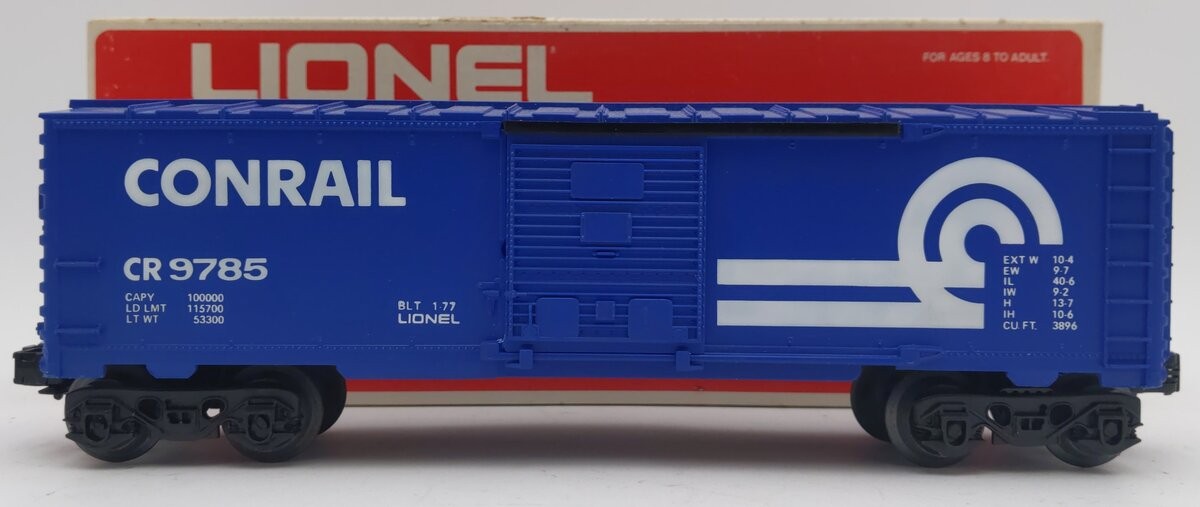 LIONEL
FOR AGES 8 TO ADULT.
CONRAIL
CR 9785
CAPY 100000
LD LMT 115700
LT WT 53300
BLT 1-77
LIONEL
EXT W 10-4
EW 9-7
IL 40-6
IW 9-2
H 13-7
IH 10-6
CU. FT. 3896